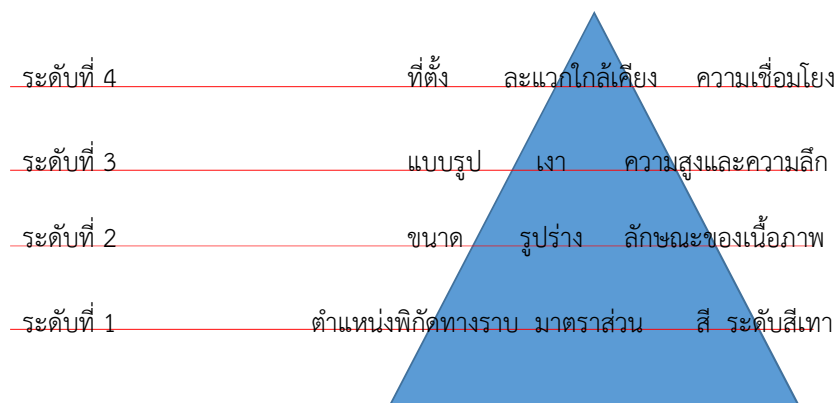 ระดับที่ 4 ที่ตั้ง ละแวกใกล้เคียง ความเชื่อมโยง
ระดับที่ 3 แบบรูป เงา ความสูงและความลึก
ระดับที่ 2 ขนาด รูปร่าง ลักษณะของเนื้อภาพ
ระดับที่ 1 ตำแหน่งพิกัดทางราบ มาตราส่วน สี ระดับสีเทา